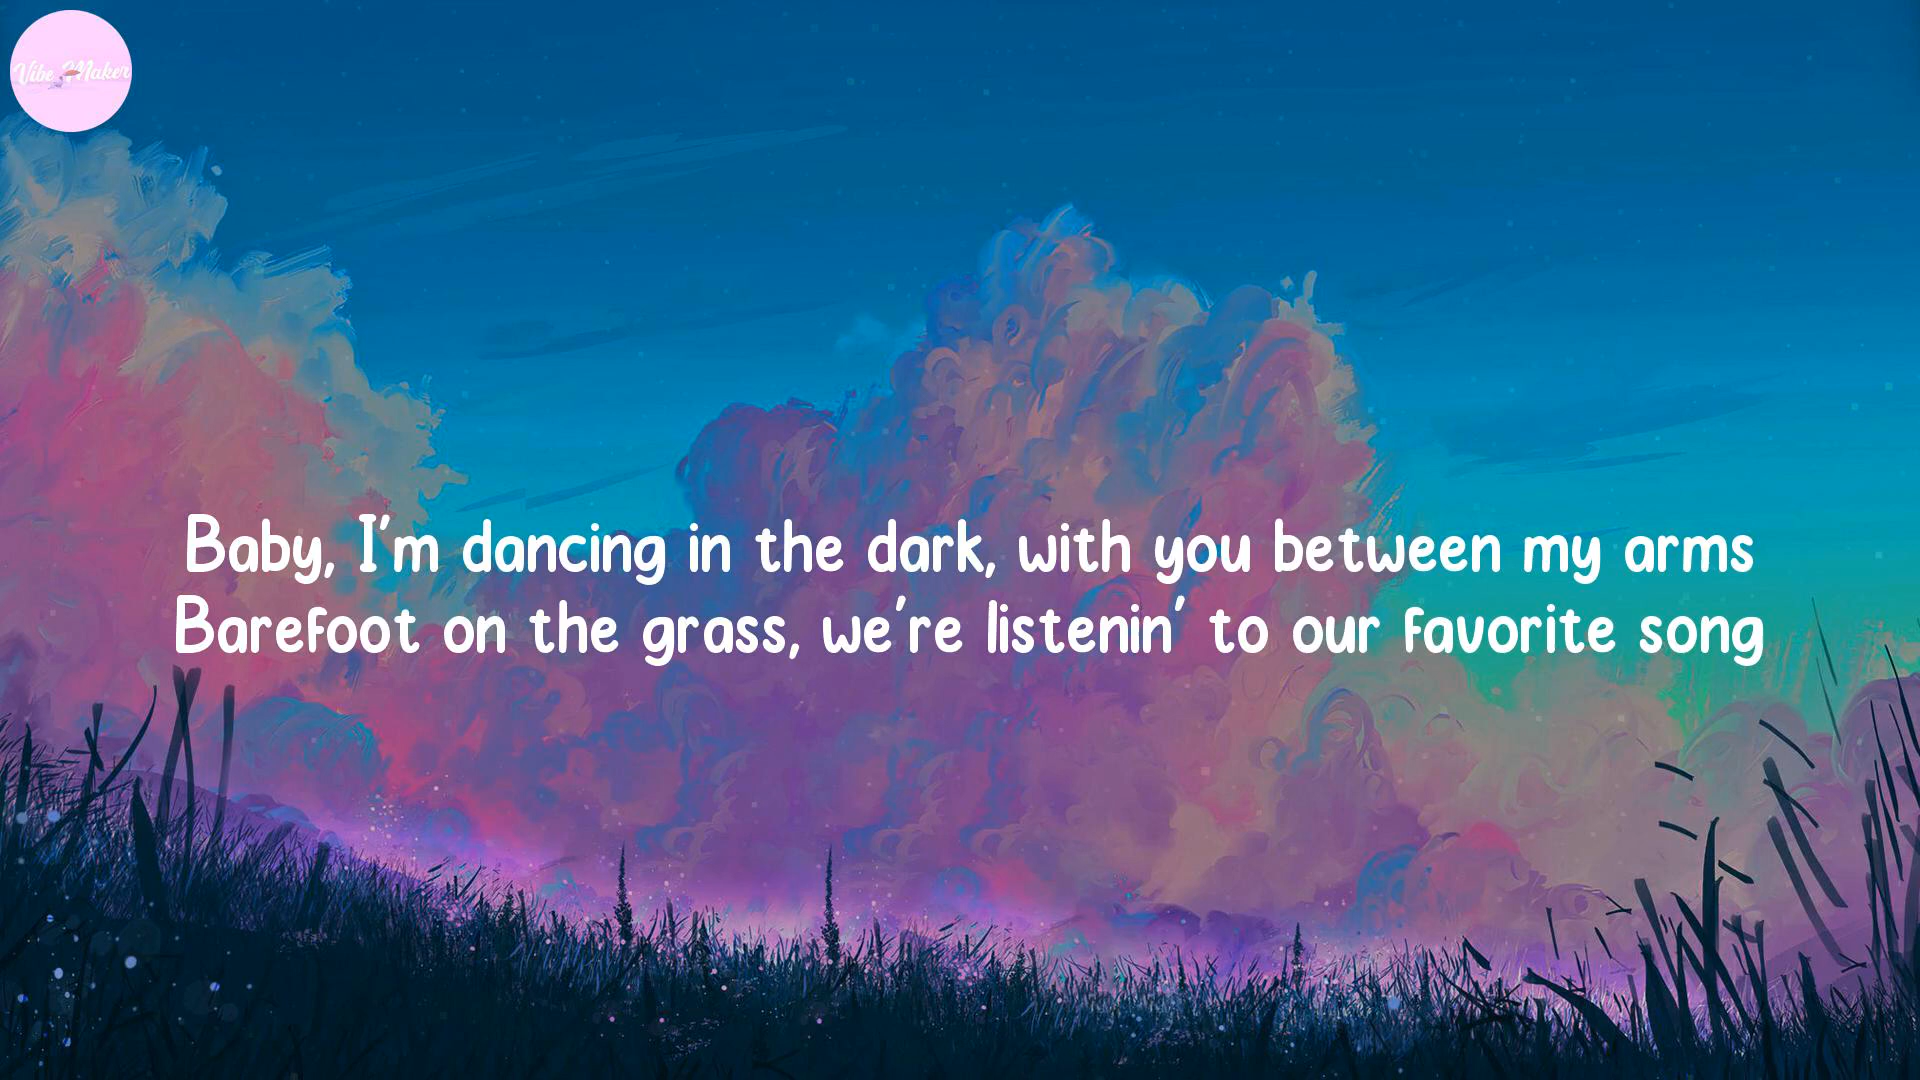 Vibe Maker
Baby, I'm dancing in the dark, with you between my arms
Barefoot on the grass, we're listenin' to our favorite song